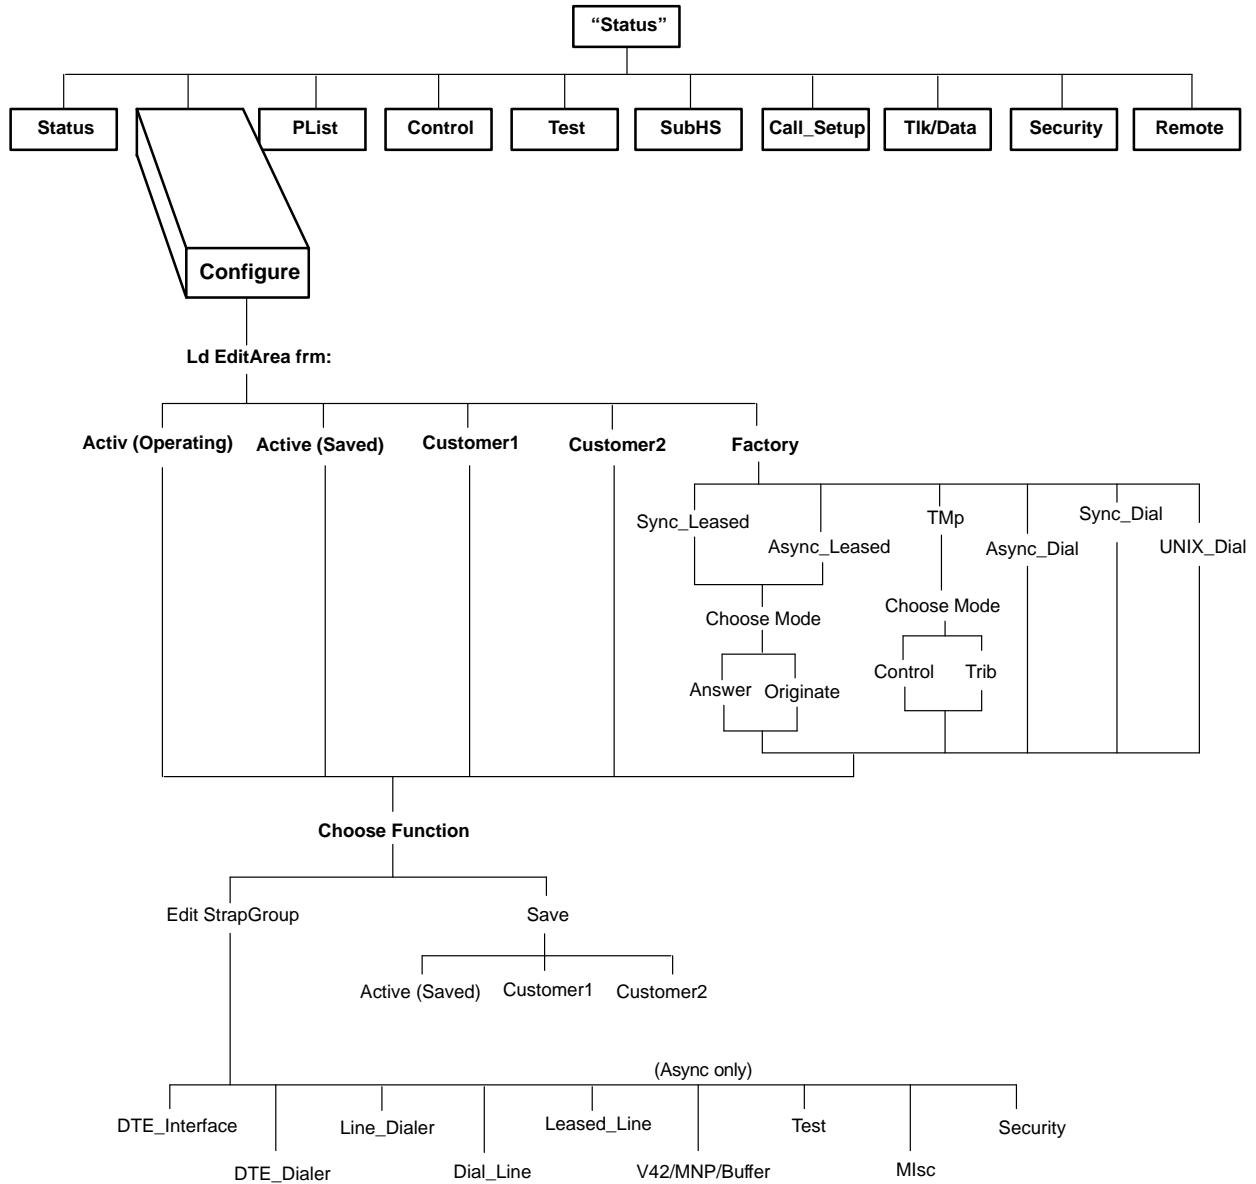 “Status”
Status
PList
Control
Test
SubHS
Call_Setup
Tlk/Data
Security
Remote
Configure
Ld EditArea frm:
Activ (Operating)
Active (Saved)
Customer1
Customer2
Factory
Sync_Leased
Async_Leased
TMp
Async_Dial
Sync_Dial
UNIX_Dial
Choose Mode
Choose Mode
Answer
Originate
Control
Trib
Choose Function
Edit StrapGroup
Save
Active (Saved)
Customer1
Customer2
(Async only)
DTE_Interface
DTE_Dialer
Line_Dialer
Dial_Line
Leased_Line
V42/MNP/Buffer
Test
MIsc
Security